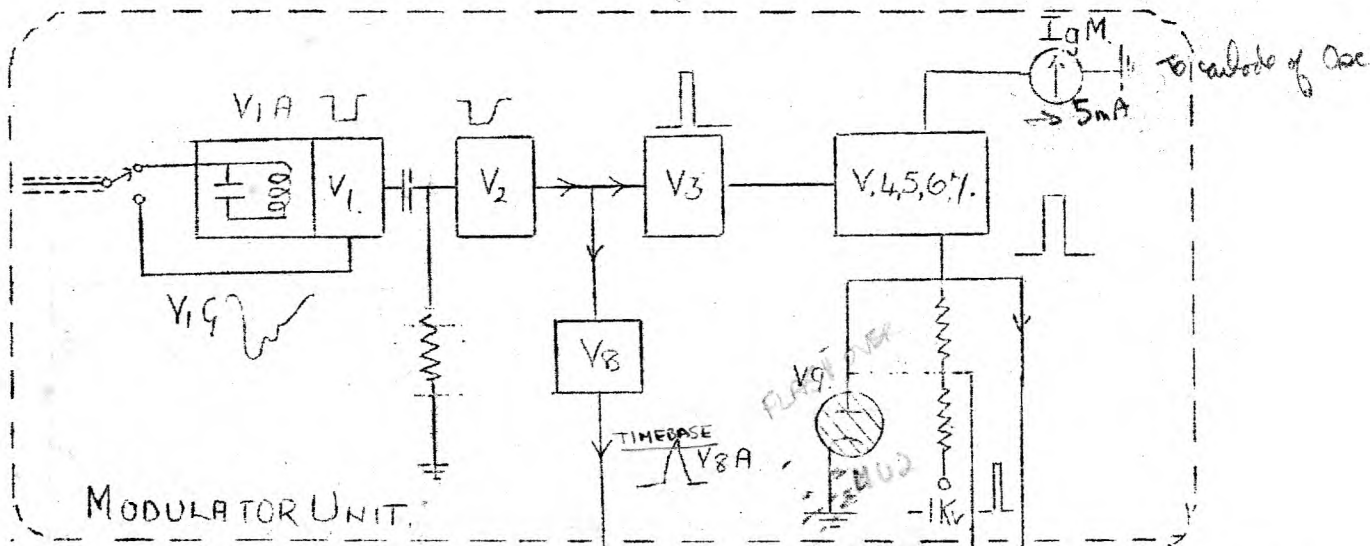 IgM.
To cathode of Osc
5mA
V1A
V1
V2
V3
V.4,5,6,7.
V1G
V8
V9
FLASH OVER
TIMEBASE
V8A
-1Kv
MODULATOR UNIT.